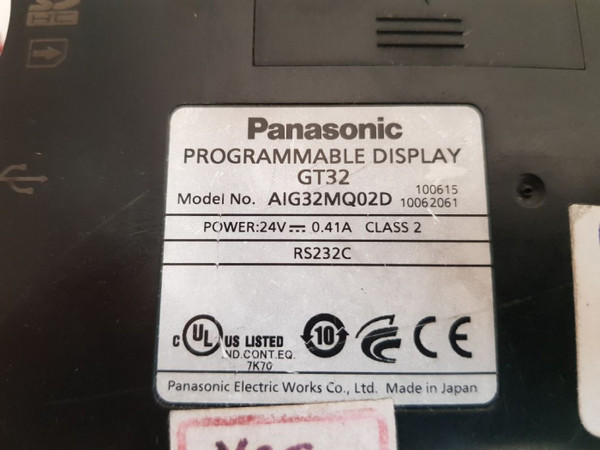 Panasonic
PROGRAMMABLE DISPLAY
GT32
Model No. AIG32MQ02D 100615 10062061
POWER:24V⎓ 0.41A CLASS 2
RS232C
C UL US LISTED
IND.CONT.EQ.
7K70
10
CE
Panasonic Electric Works Co., Ltd. Made in Japan